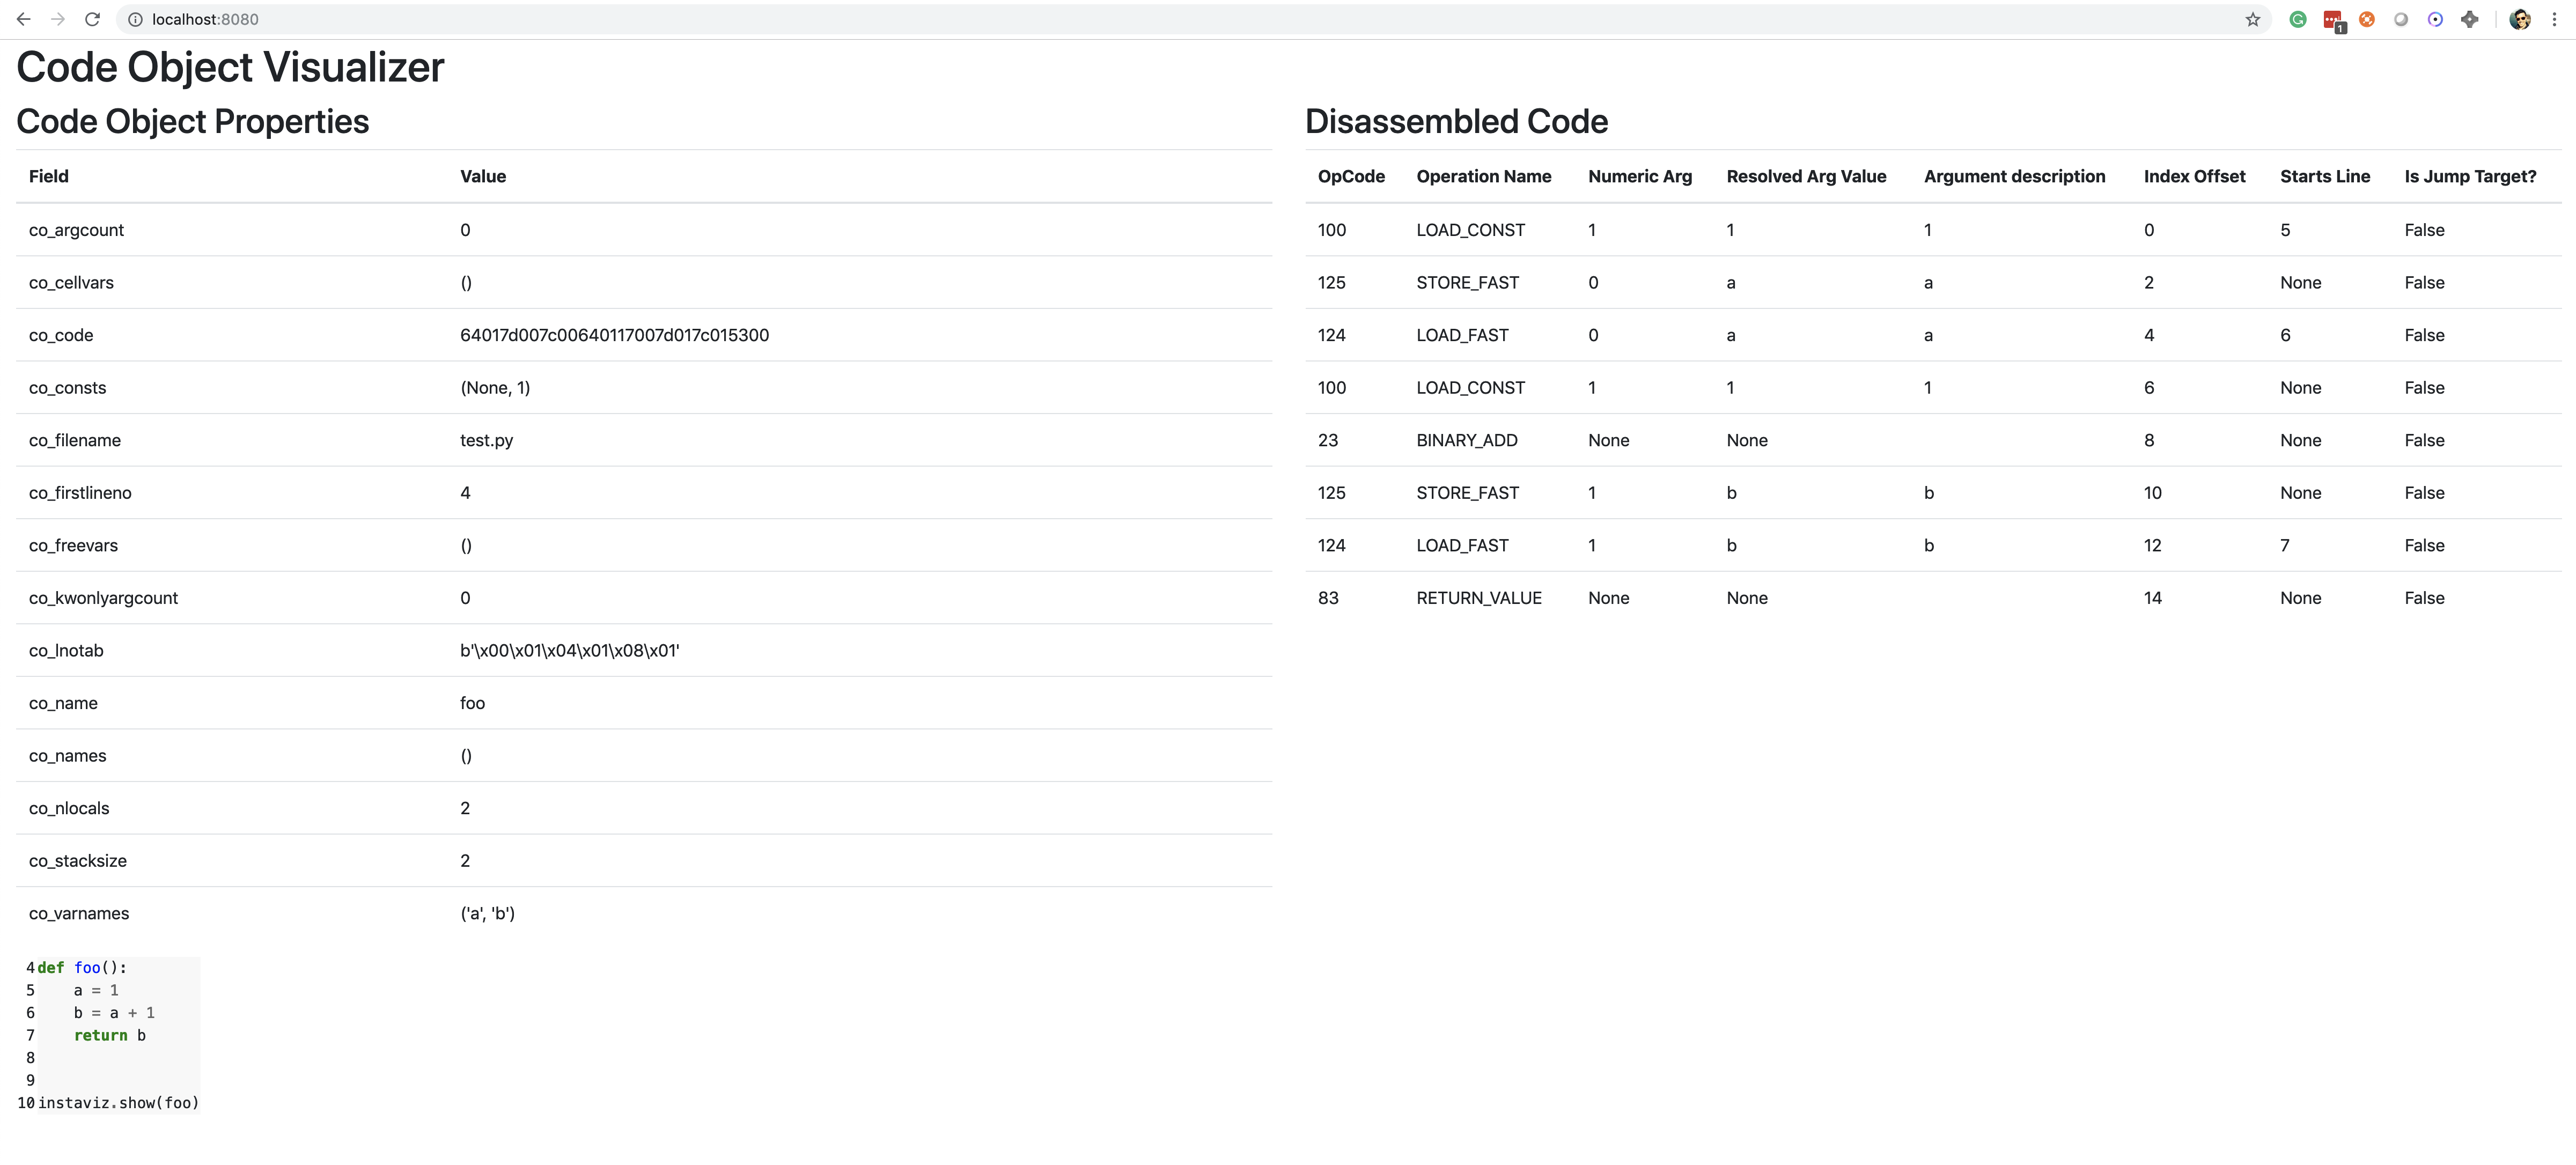 localhost:8080
1
Code Object Visualizer
Code Object Properties
Field Value
co_argcount 0
co_cellvars ()
co_code 64017d007c00640117007d017c015300
co_consts (None, 1)
co_filename test.py
co_firstlineno 4
co_freevars ()
co_kwonlyargcount 0
co_lnotab b'\x00\x01\x04\x01\x08\x01'
co_name foo
co_names ()
co_nlocals 2
co_stacksize 2
co_varnames ('a', 'b')
4 def foo():
5 a = 1
6 b = a + 1
7 return b
8
9
10 instaviz.show(foo)
Disassembled Code
OpCode Operation Name Numeric Arg Resolved Arg Value Argument description Index Offset Starts Line Is Jump Target?
100 LOAD_CONST 1 1 1 0 5 False
125 STORE_FAST 0 a a 2 None False
124 LOAD_FAST 0 a a 4 6 False
100 LOAD_CONST 1 1 1 6 None False
23 BINARY_ADD None None 8 None False
125 STORE_FAST 1 b b 10 None False
124 LOAD_FAST 1 b b 12 7 False
83 RETURN_VALUE None None 14 None False